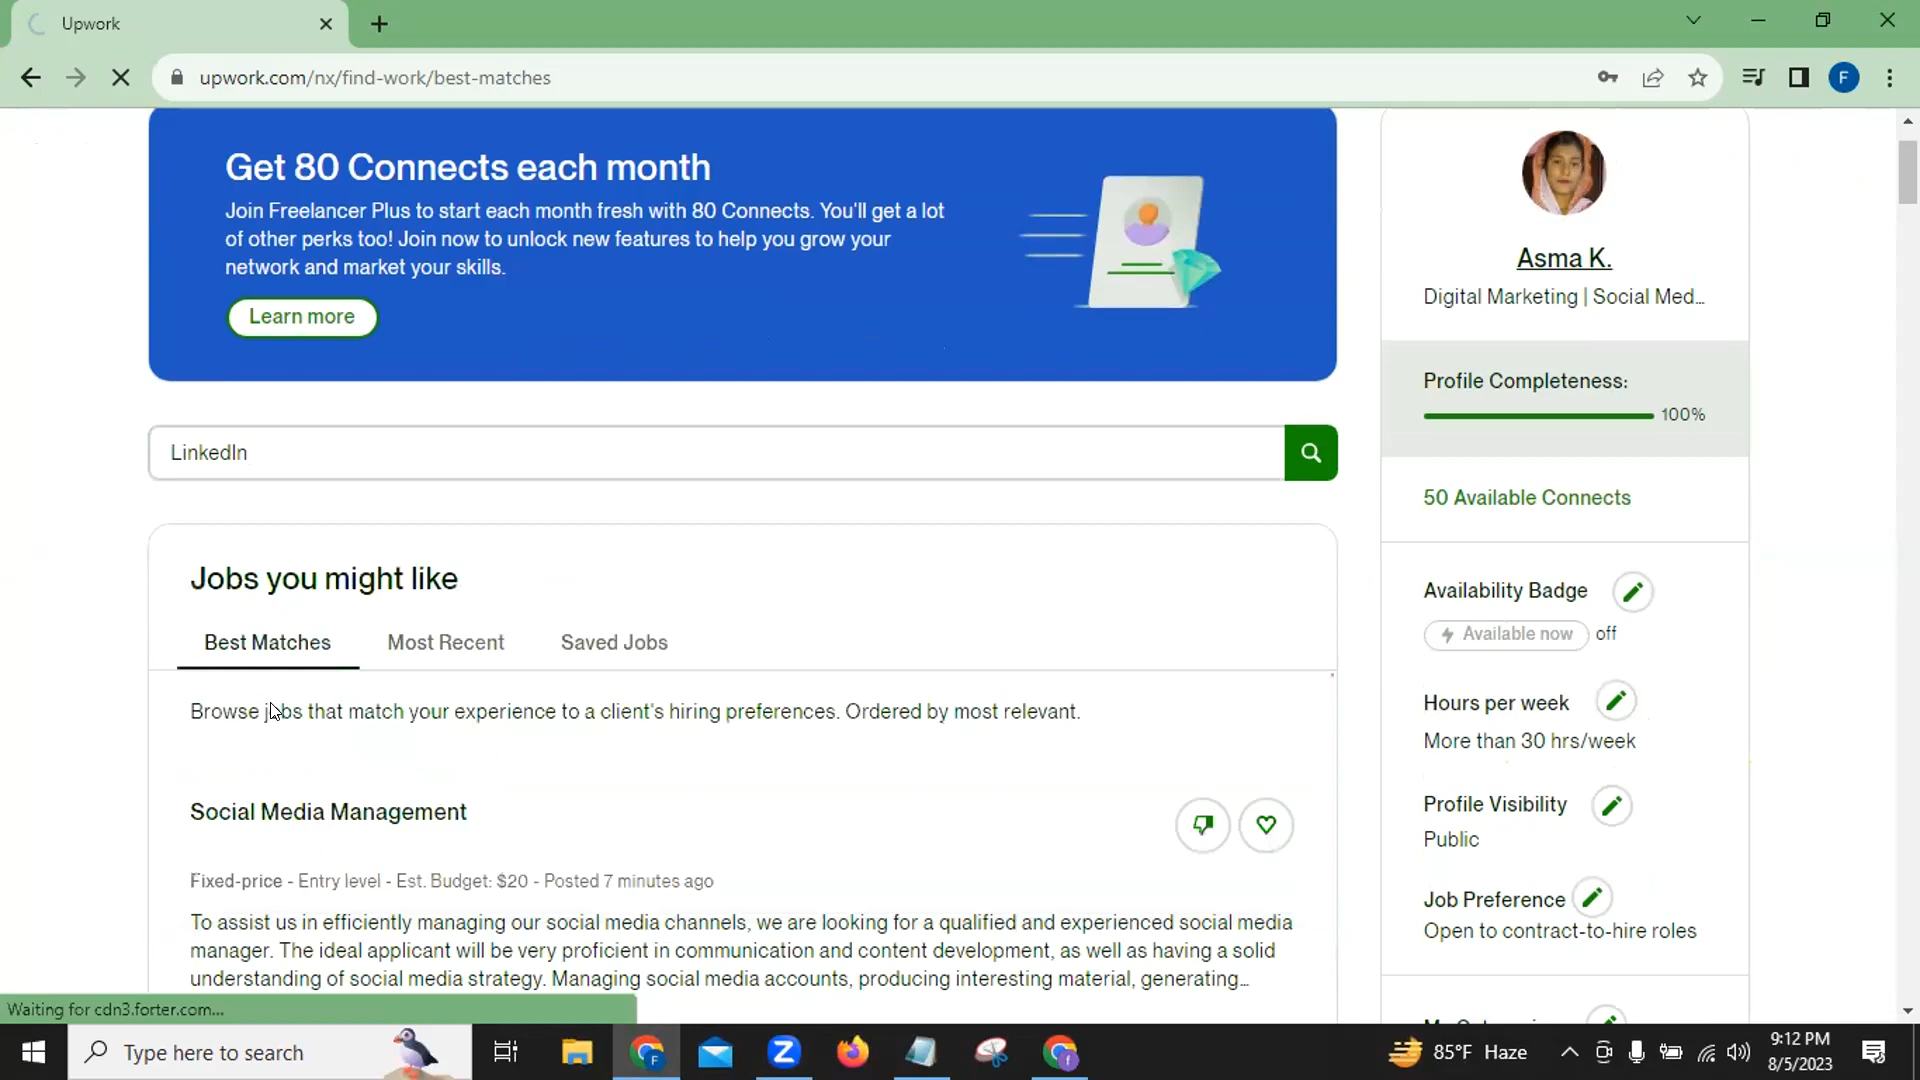 Upwork
upwork.com/nx/find-work/best-matches
F
Get 80 Connects each month
Join Freelancer Plus to start each month fresh with 80 Connects. You'll get a lot
of other perks too! Join now to unlock new features to help you grow your
network and market your skills.
Learn more
LinkedIn
Jobs you might like
Best Matches
Most Recent
Saved Jobs
Browse jobs that match your experience to a client's hiring preferences. Ordered by most relevant.
Social Media Management
Fixed-price - Entry level - Est. Budget: $20 - Posted 7 minutes ago
To assist us in efficiently managing our social media channels, we are looking for a qualified and experienced social media
manager. The ideal applicant will be very proficient in communication and content development, as well as having a solid
understanding of social media strategy. Managing social media accounts, producing interesting material, generating…
Asma K.
Digital Marketing | Social Med…
Profile Completeness:
100%
50 Available Connects
Availability Badge
Available now off
Hours per week
More than 30 hrs/week
Profile Visibility
Public
Job Preference
Open to contract-to-hire roles
Waiting for cdn3.forter.com...
Type here to search
85°F Haze
9:12 PM
8/5/2023